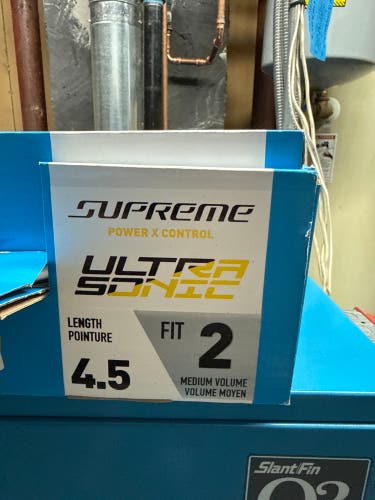 SUPREME
POWER X CONTROL
ULTRA
SONIC
LENGTH
POINTURE
4.5
FIT 2
MEDIUM VOLUME
VOLUME MOYEN
Slant/Fin